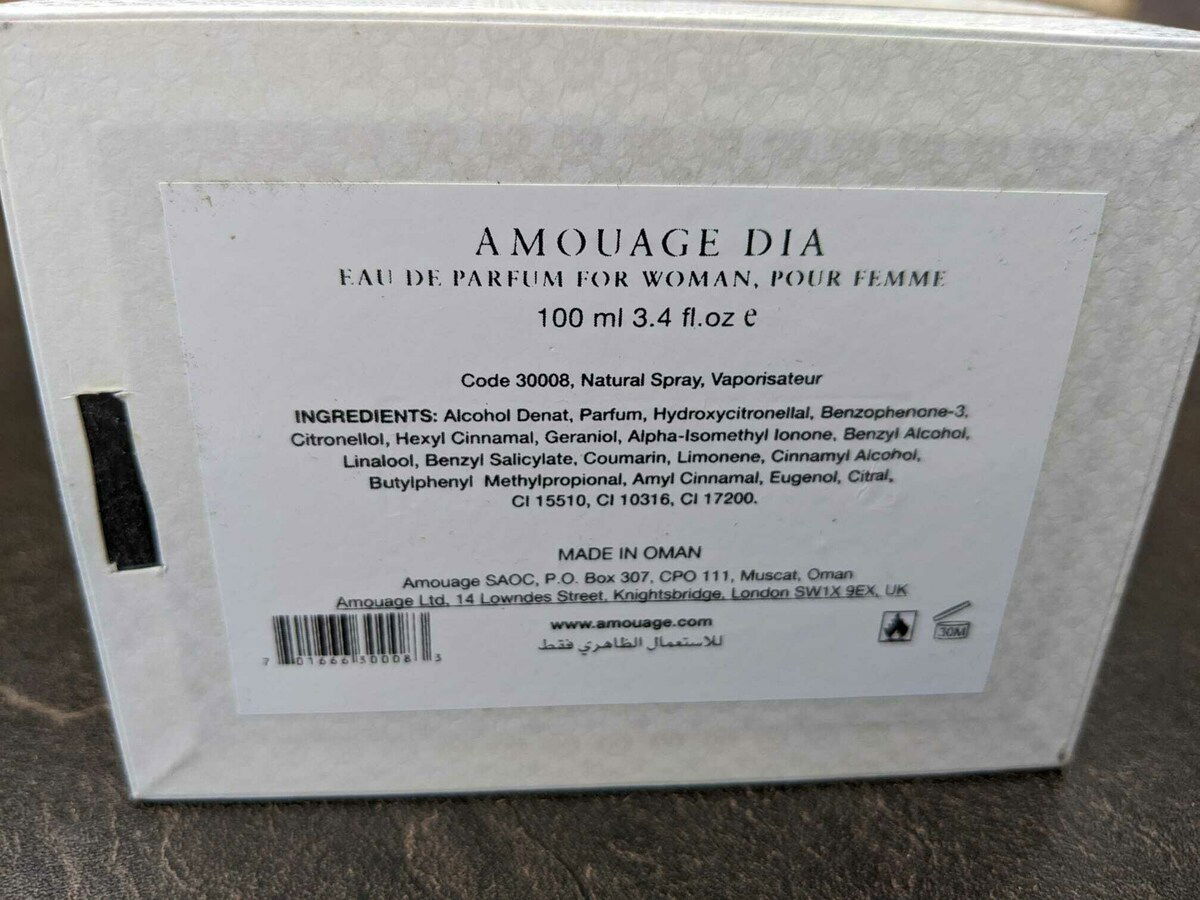 AMOUAGE DIA
EAU DE PARFUM FOR WOMAN, POUR FEMME
100 ml 3.4 fl.oz e
Code 30008, Natural Spray, Vaporisateur
INGREDIENTS: Alcohol Denat, Parfum, Hydroxycitronellal, Benzophenone-3,
Citronellol, Hexyl Cinnamal, Geraniol, Alpha-Isomethyl Ionone, Benzyl Alcohol,
Linalool, Benzyl Salicylate, Coumarin, Limonene, Cinnamyl Alcohol,
Butylphenyl Methylpropional, Amyl Cinnamal, Eugenol, Citral,
CI 15510, CI 10316, CI 17200.
MADE IN OMAN
Amouage SAOC, P.O. Box 307, CPO 111, Muscat, Oman
Amouage Ltd, 14 Lowndes Street, Knightsbridge, London SW1X 9EX, UK
www.amouage.com
للاستعمال الظاهري فقط
7 01666 30008 3
30M